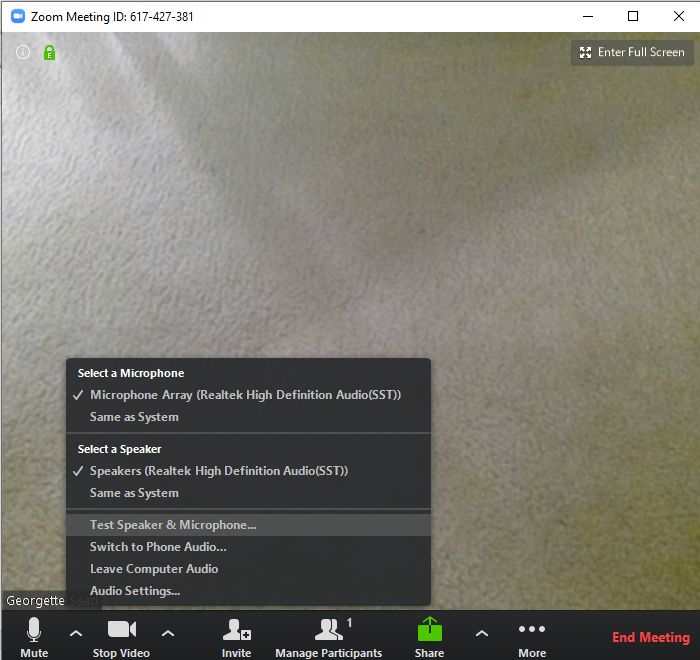 Zoom Meeting ID: 617-427-381
Enter Full Screen
Select a Microphone
Microphone Array (Realtek High Definition Audio(SST))
Same as System
Select a Speaker
Speakers (Realtek High Definition Audio(SST))
Same as System
Test Speaker & Microphone...
Switch to Phone Audio...
Leave Computer Audio
Audio Settings...
Georgette Saad
1
Mute
Stop Video
Invite
Manage Participants
Share
More
End Meeting